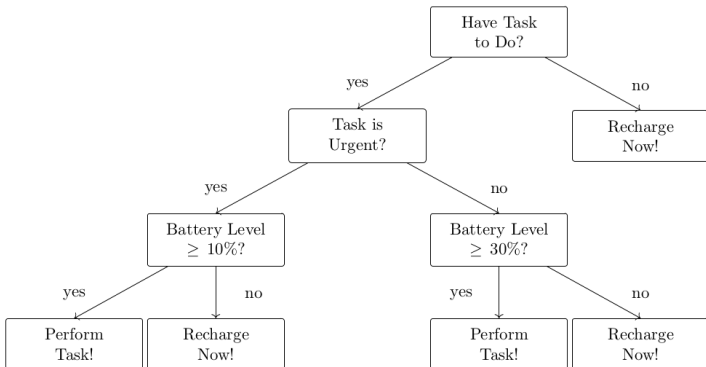 Have Task
to Do?
yes
no
Task is
Urgent?
Recharge
Now!
yes
no
Battery Level
≥ 10%?
Battery Level
≥ 30%?
yes
no
yes
no
Perform
Task!
Recharge
Now!
Perform
Task!
Recharge
Now!